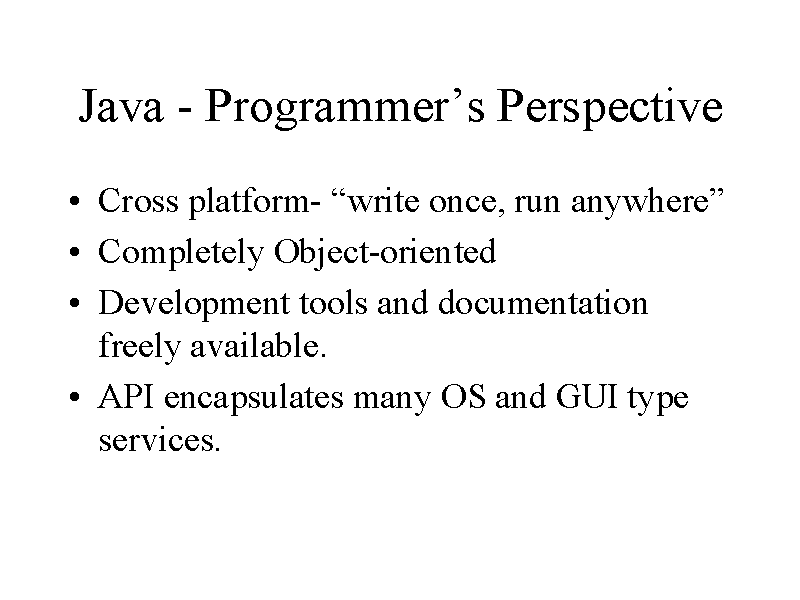 Java - Programmer’s Perspective
• Cross platform- “write once, run anywhere”
• Completely Object-oriented
• Development tools and documentation
freely available.
• API encapsulates many OS and GUI type
services.